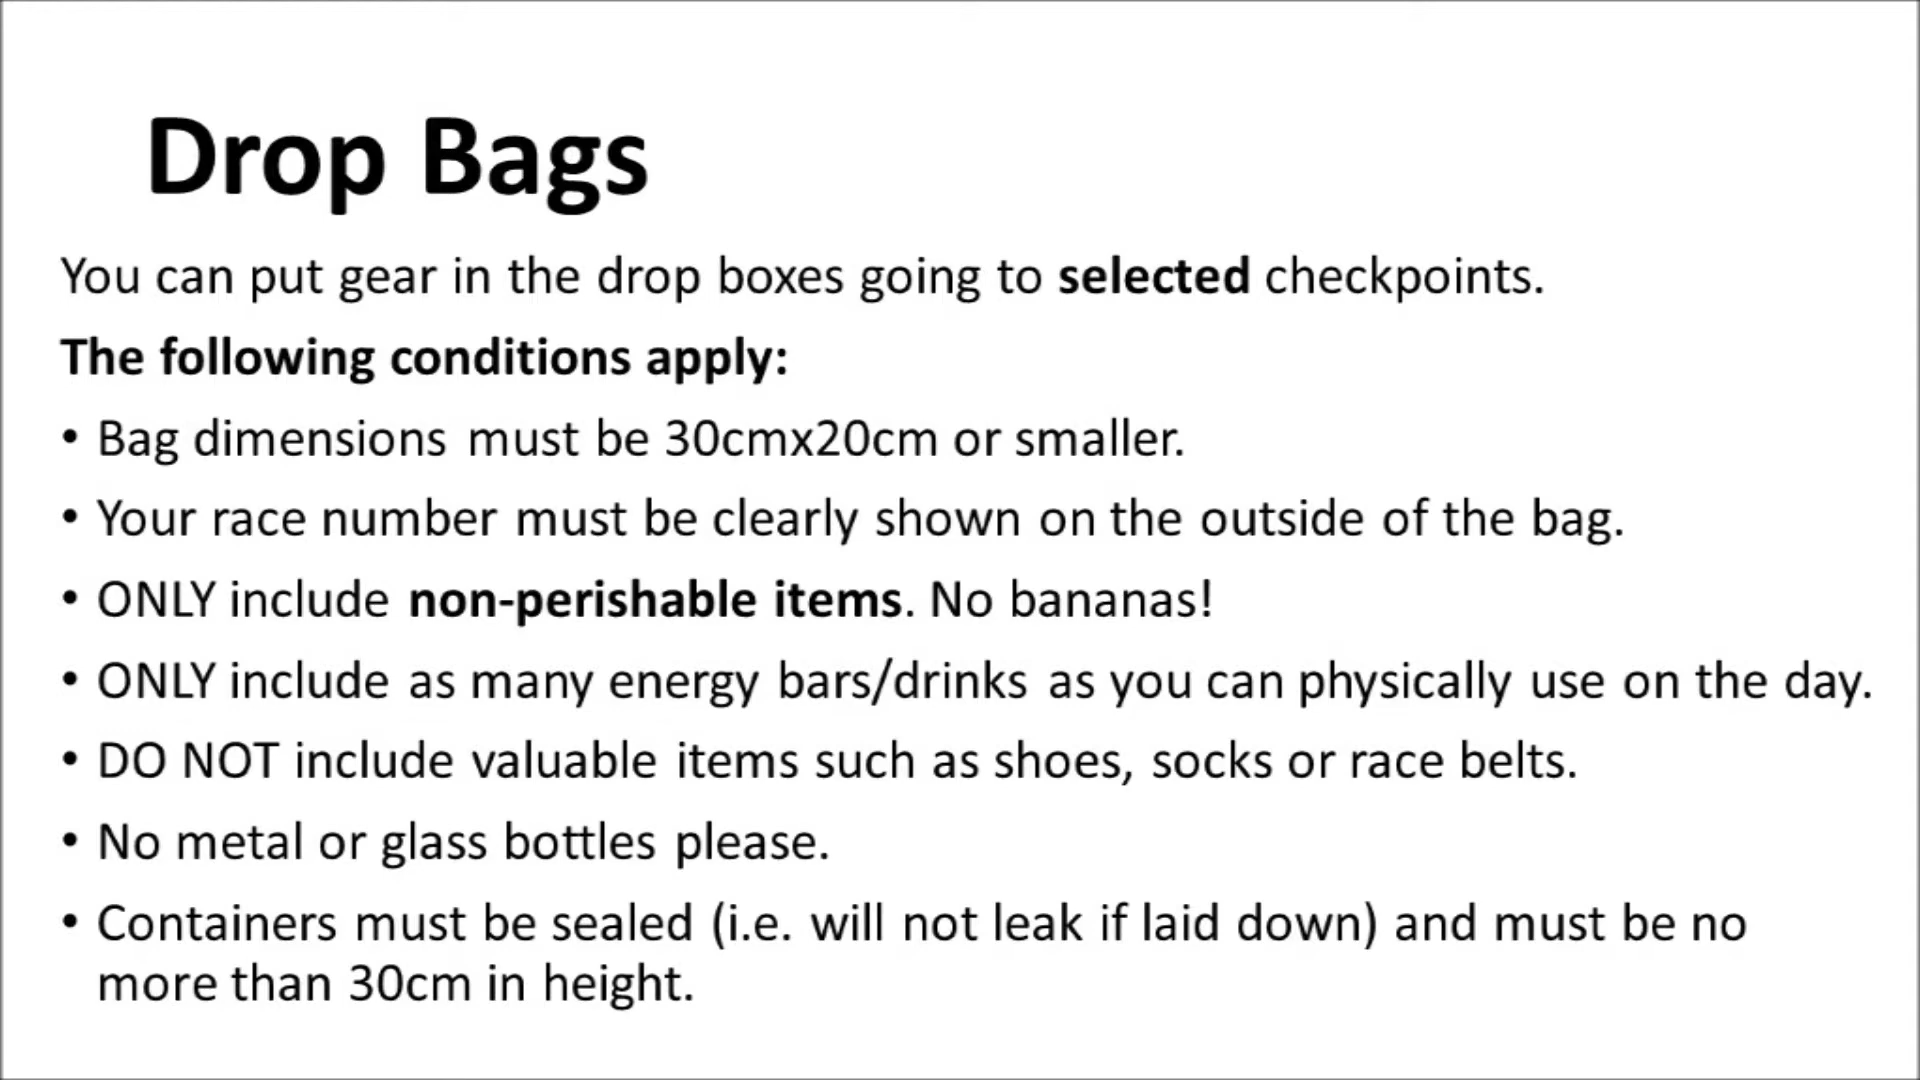 Drop Bags
You can put gear in the drop boxes going to selected checkpoints.
The following conditions apply:
• Bag dimensions must be 30cmx20cm or smaller.
• Your race number must be clearly shown on the outside of the bag.
• ONLY include non-perishable items. No bananas!
• ONLY include as many energy bars/drinks as you can physically use on the day.
• DO NOT include valuable items such as shoes, socks or race belts.
• No metal or glass bottles please.
• Containers must be sealed (i.e. will not leak if laid down) and must be no
more than 30cm in height.